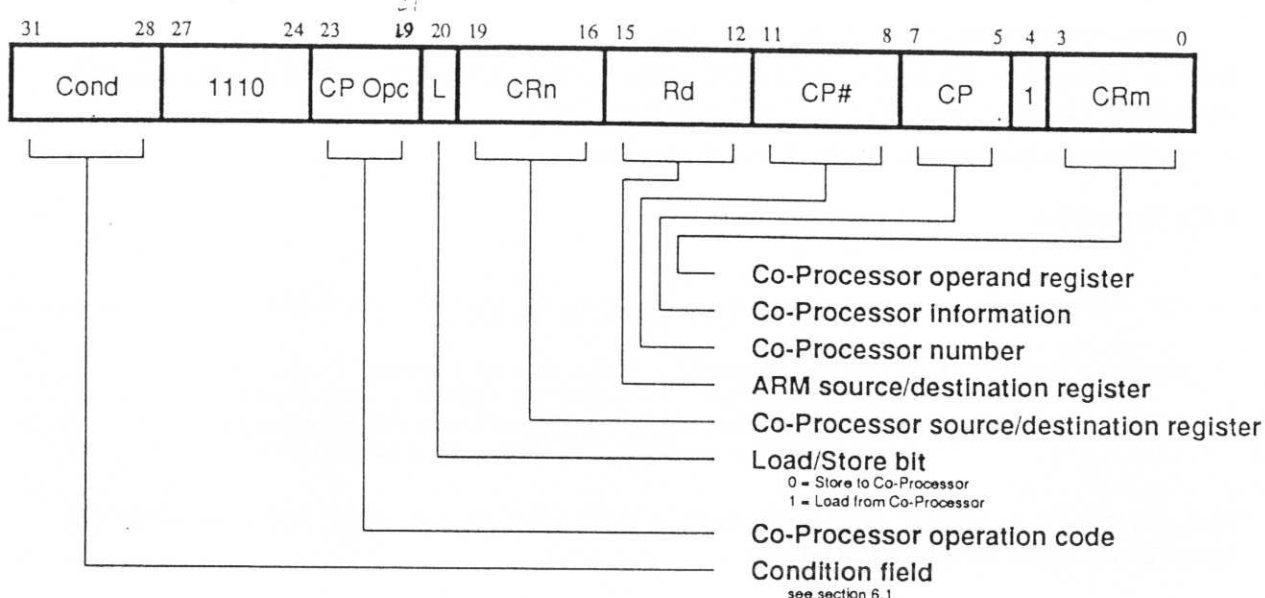 21
31 28 27 24 23 19 20 19 16 15 12 11 8 7 5 4 3 0
Cond 1110 CP Opc L CRn Rd CP# CP 1 CRm
Co-Processor operand register
Co-Processor information
Co-Processor number
ARM source/destination register
Co-Processor source/destination register
Load/Store bit
0 = Store to Co-Processor
1 = Load from Co-Processor
Co-Processor operation code
Condition field
see section 6.1